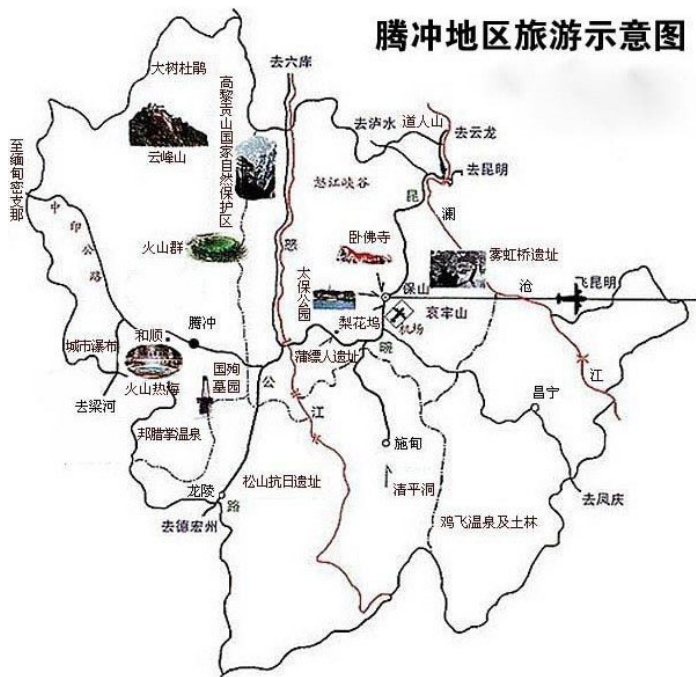 腾冲地区旅游示意图
大树杜鹃
高黎贡山国家自然保护区
去六库
去泸水
道人山
去云龙
去昆明
云峰山
至缅甸密支那
中印公路
怒江峡谷
昆
澜
火山群
怒
卧佛寺
雾虹桥遗址
太保公园
保山
沧
飞昆明
哀牢山
梨花坞
机场
腾冲
和顺
城市瀑布
国殉墓园
蒲缥人遗址
畹
火山热海
公
江
江
去梁河
昌宁
邦腊掌温泉
施甸
龙陵
松山抗日遗址
清平洞
路
去凤庆
鸿飞温泉及土林
去德宏州